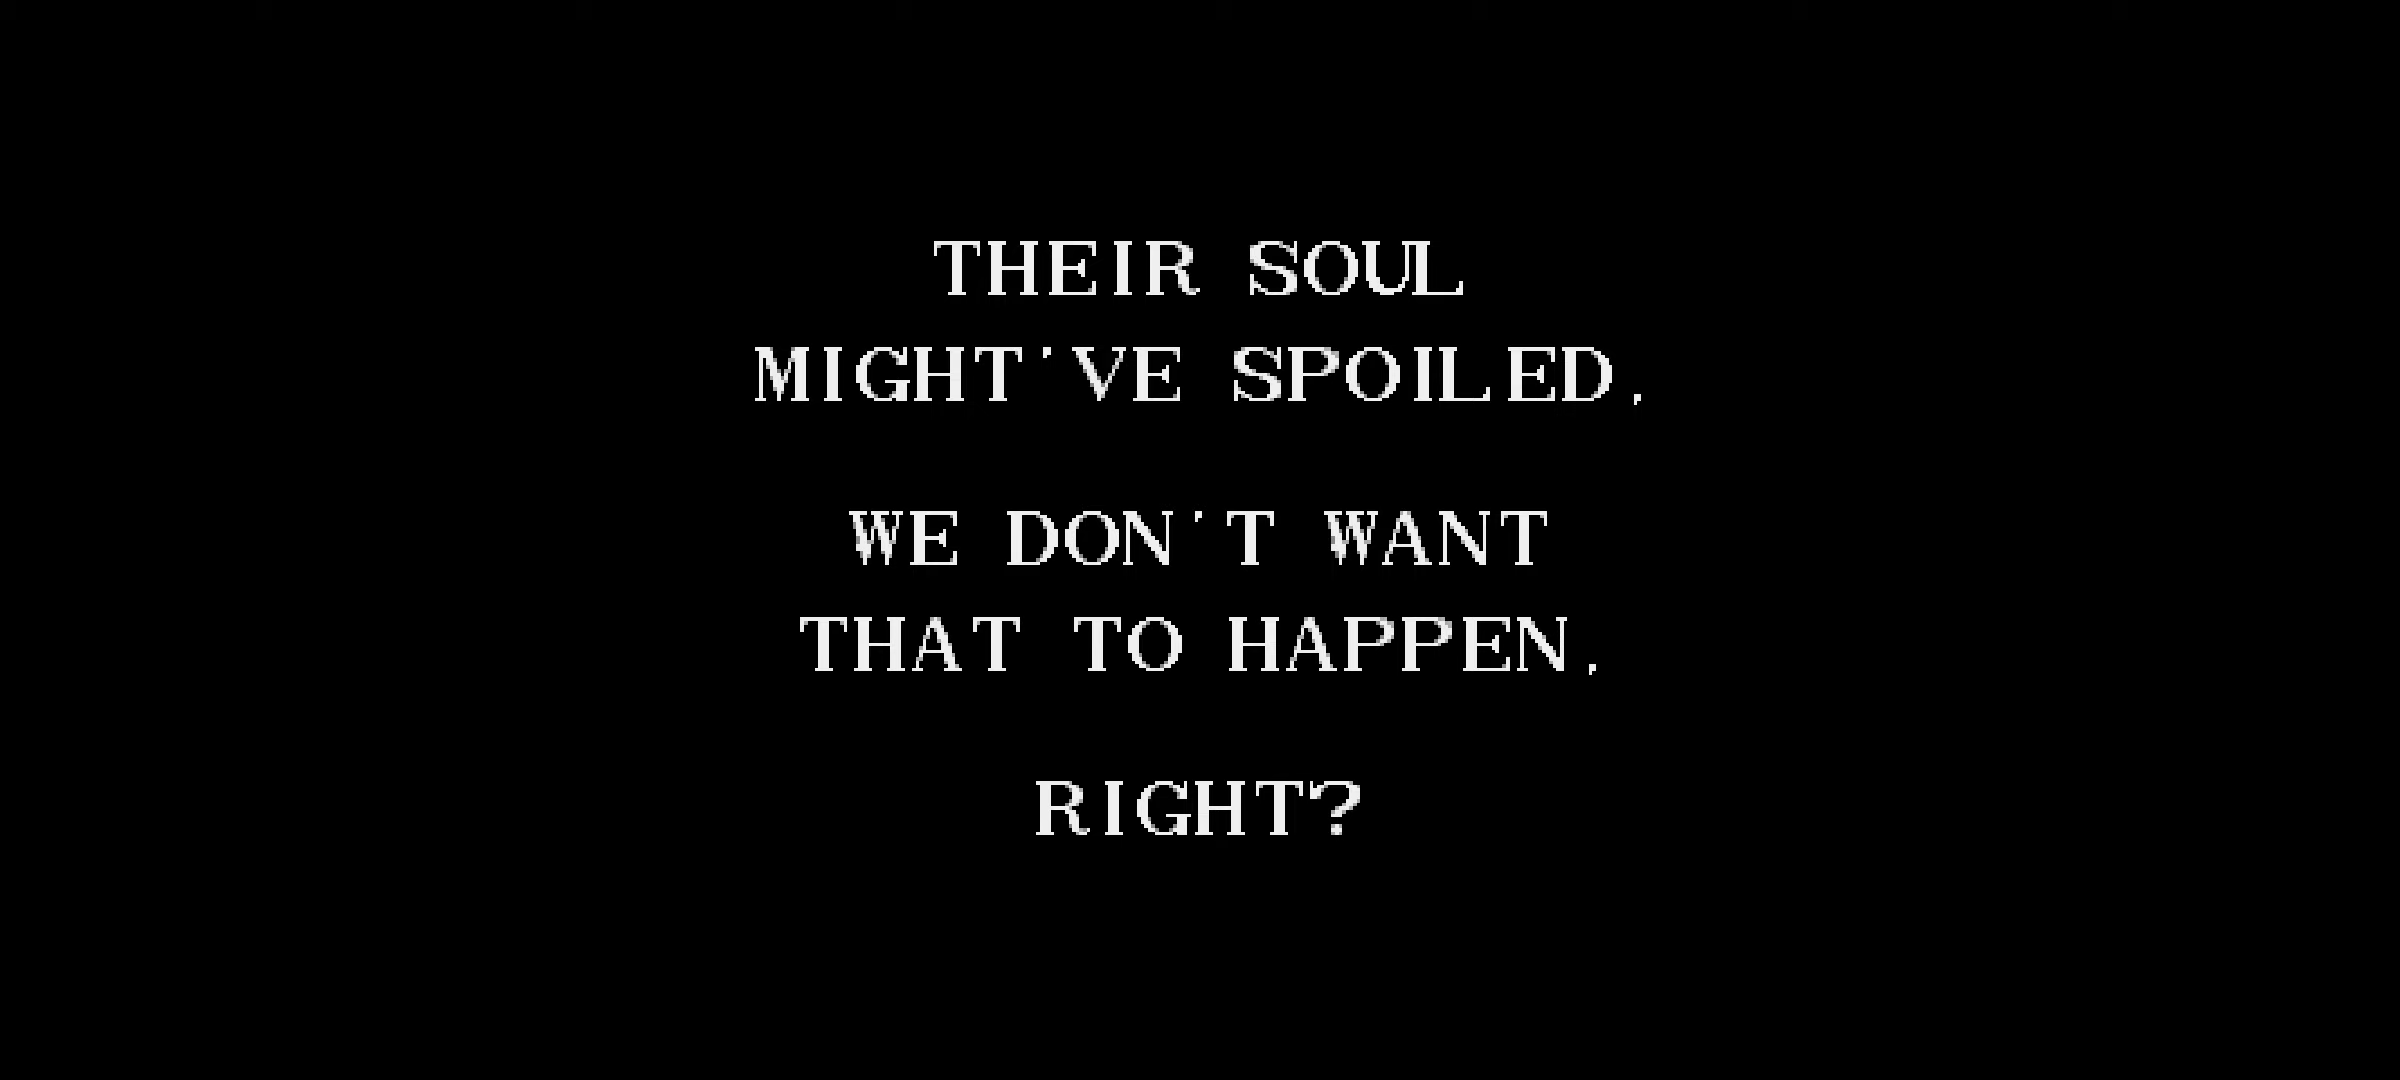 THEIR SOUL
MIGHT'VE SPOILED.
WE DON'T WANT
THAT TO HAPPEN.
RIGHT?